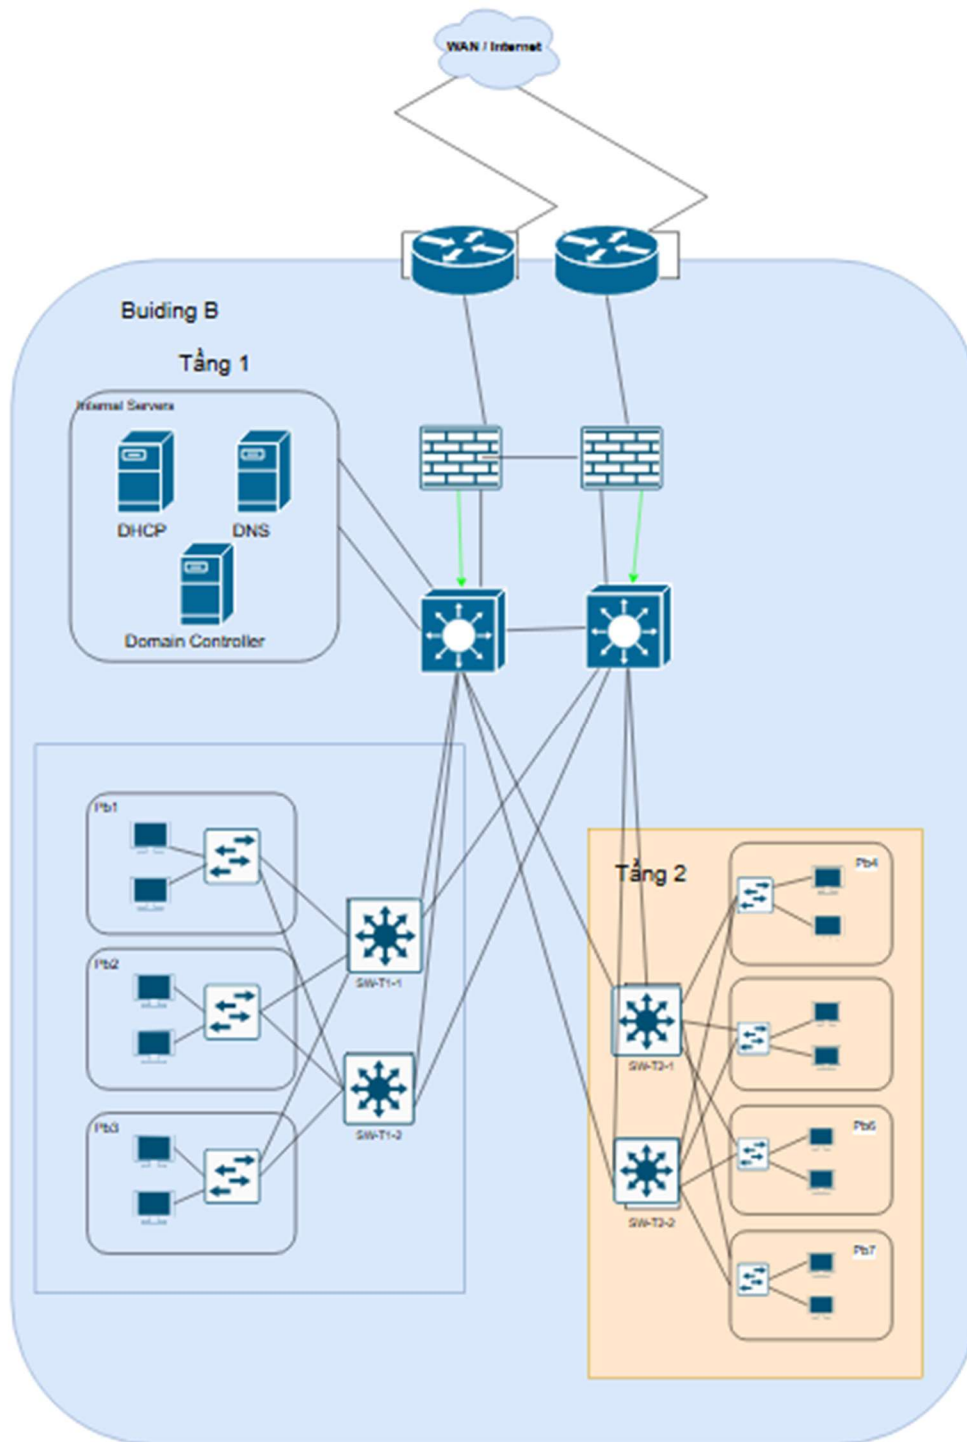 WAN / Internet
Buiding B
Tầng 1
Internal Servers
DHCP
DNS
Domain Controller
Pb1
SW-T1-1
Pb2
SW-T1-2
Pb3
Tầng 2
Pb4
SW-T2-1
Pb6
SW-T2-2
Pb7